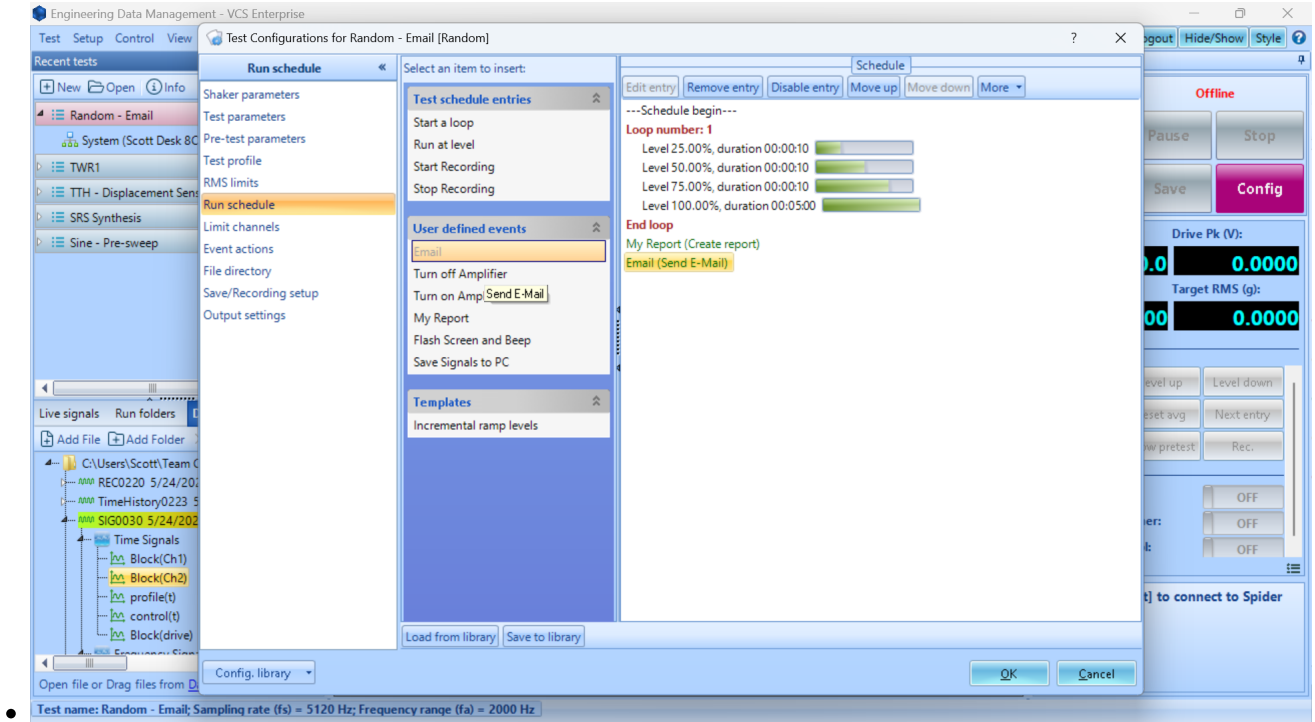 Engineering Data Management - VCS Enterprise
Test Setup Control View
Hide/Show Style
Recent tests
New Open Info
Random - Email
System (Scott Desk 8C
TWR1
TTH - Displacement Sens
SRS Synthesis
Sine - Pre-sweep
Live signals Run folders
Add File Add Folder
C:\Users\Scott\Team
REC0220 5/24/202
TimeHistory0223 5
SIG0030 5/24/202
Time Signals
Block(Ch1)
Block(Ch2)
profile(t)
control(t)
Block(drive)
Open file or Drag files from
Test name: Random - Email; Sampling rate (fs) = 5120 Hz; Frequency range (fa) = 2000 Hz
Test Configurations for Random - Email [Random]
? X
Run schedule «
Shaker parameters
Test parameters
Pre-test parameters
Test profile
RMS limits
Run schedule
Limit channels
Event actions
File directory
Save/Recording setup
Output settings
Select an item to insert:
Test schedule entries
Start a loop
Run at level
Start Recording
Stop Recording
User defined events
Email
Turn off Amplifier
Turn on Amp
Send E-Mail
My Report
Flash Screen and Beep
Save Signals to PC
Templates
Incremental ramp levels
Schedule
Edit entry Remove entry Disable entry Move up Move down More
---Schedule begin---
Loop number: 1
Level 25.00%, duration 00:00:10
Level 50.00%, duration 00:00:10
Level 75.00%, duration 00:00:10
Level 100.00%, duration 00:05:00
End loop
My Report (Create report)
Email (Send E-Mail)
Load from library Save to library
Config. library
OK Cancel
Offline
Pause Stop
Save Config
Drive Pk (V):
0.0000
Target RMS (g):
0.0000
Level down
Next entry
Rec.
OFF
OFF
OFF
to connect to Spider